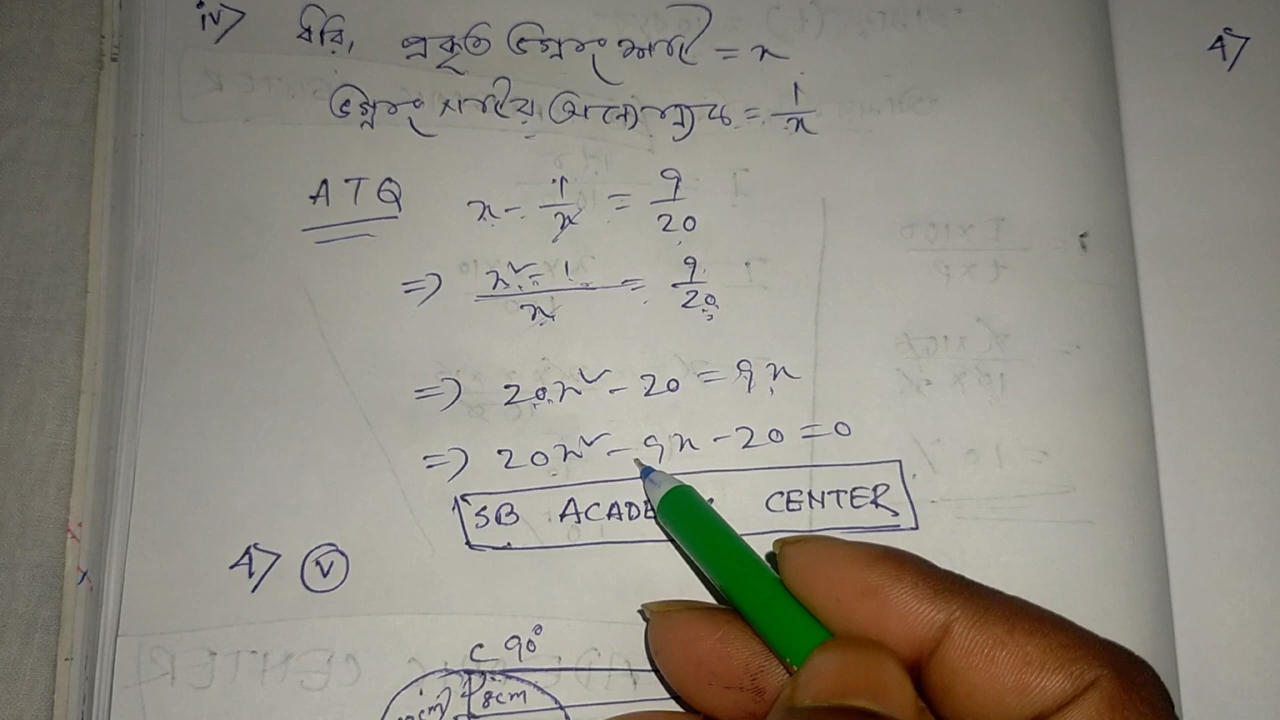 iv) ধরি, প্রকৃত ভগ্নাংশটি = x
ভগ্নাংশটির অন্যোন্যক = 1/x
ATQ x - 1/x = 9/20
=> x² - 1 / x = 9/20
=> 20x² - 20 = 9x
=> 20x² - 9x - 20 = 0
SB ACADE CENTER
4) v
C 90°
8cm
4)